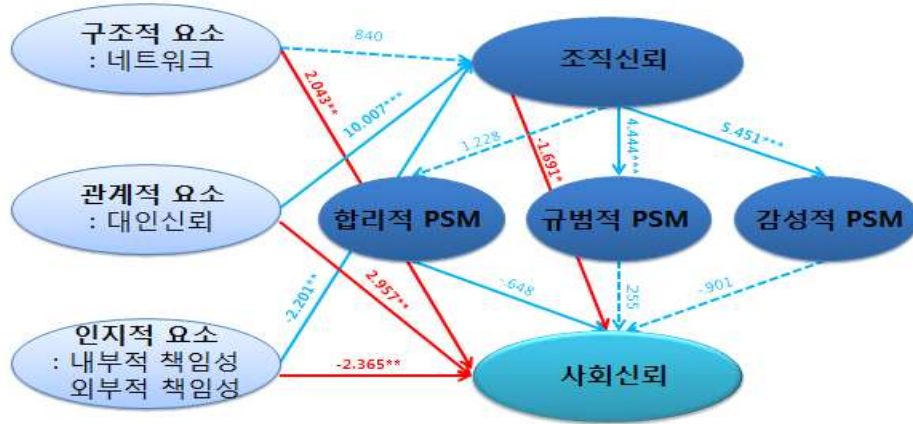 구조적 요소
: 네트워크
.840
조직신뢰
2.043**
10.007***
1.228
4.444***
5.451***
-1.691*
관계적 요소
: 대인신뢰
합리적 PSM
규범적 PSM
감성적 PSM
-2.201**
2.957**
-.648
.255
-.901
인지적 요소
: 내부적 책임성
외부적 책임성
-2.365**
사회신뢰